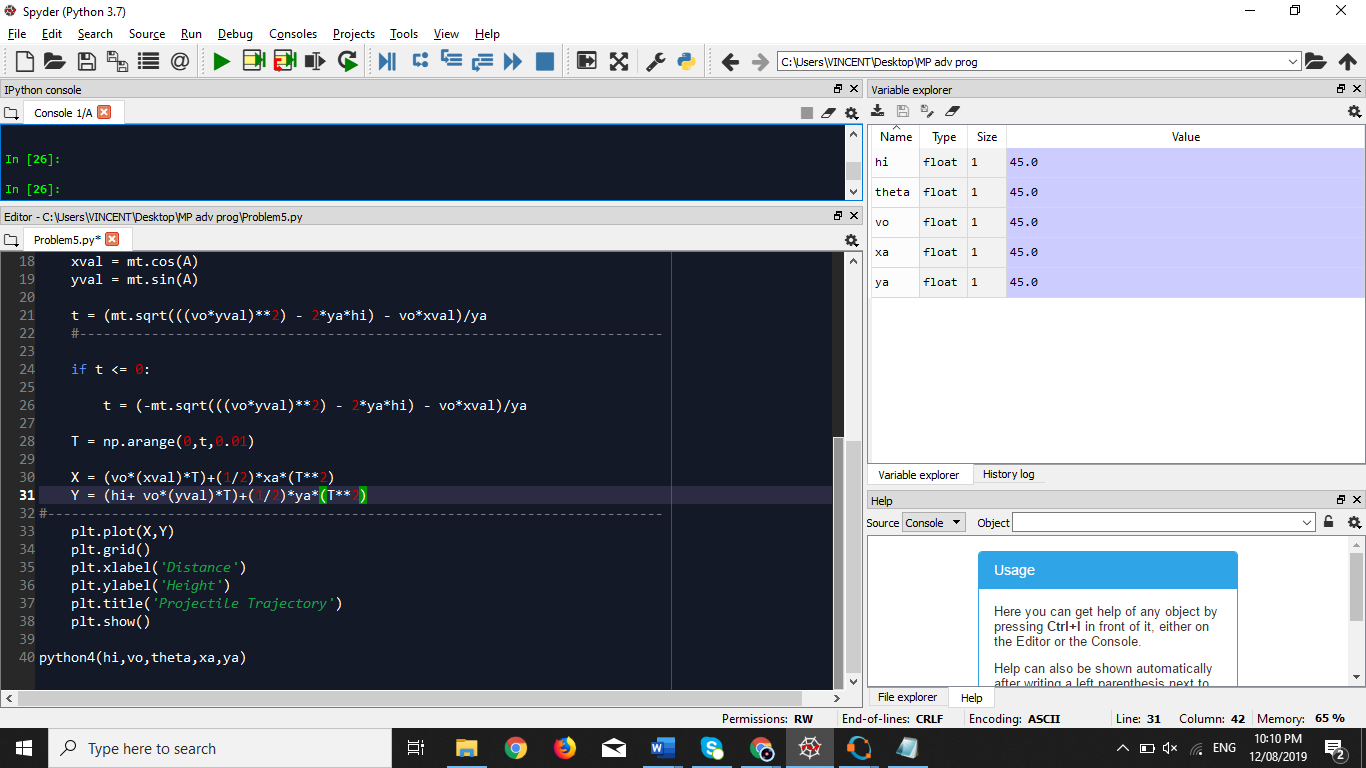 Spyder (Python 3.7)
File Edit Search Source Run Debug Consoles Projects Tools View Help
C:\Users\VINCENT\Desktop\MP adv prog
IPython console
Console 1/A
In [26]:
In [26]:
Editor - C:\Users\VINCENT\Desktop\MP adv prog\Problem5.py
Problem5.py*
18 xval = mt.cos(A)
19 yval = mt.sin(A)
20
21 t = (mt.sqrt(((vo*yval)**2) - 2*ya*hi) - vo*xval)/ya
22 #-------------------------------------------------------------------------
23
24 if t <= 0:
25
26 t = (-mt.sqrt(((vo*yval)**2) - 2*ya*hi) - vo*xval)/ya
27
28 T = np.arange(0,t,0.01)
29
30 X = (vo*(xval)*T)+(1/2)*xa*(T**2)
31 Y = (hi+ vo*(yval)*T)+(1/2)*ya*(T**2)
32 #-----------------------------------------------------------------------------
33 plt.plot(X,Y)
34 plt.grid()
35 plt.xlabel('Distance')
36 plt.ylabel('Height')
37 plt.title('Projectile Trajectory')
38 plt.show()
39
40 python4(hi,vo,theta,xa,ya)
Variable explorer
Name Type Size Value
hi float 1 45.0
theta float 1 45.0
vo float 1 45.0
xa float 1 45.0
ya float 1 45.0
Variable explorer History log
Help
Source Console Object
Usage
Here you can get help of any object by
pressing Ctrl+I in front of it, either on
the Editor or the Console.
Help can also be shown automatically
after writing a left parenthesis next to
File explorer Help
Permissions: RW End-of-lines: CRLF Encoding: ASCII Line: 31 Column: 42 Memory: 65 %
Type here to search
ENG
10:10 PM
12/08/2019
2